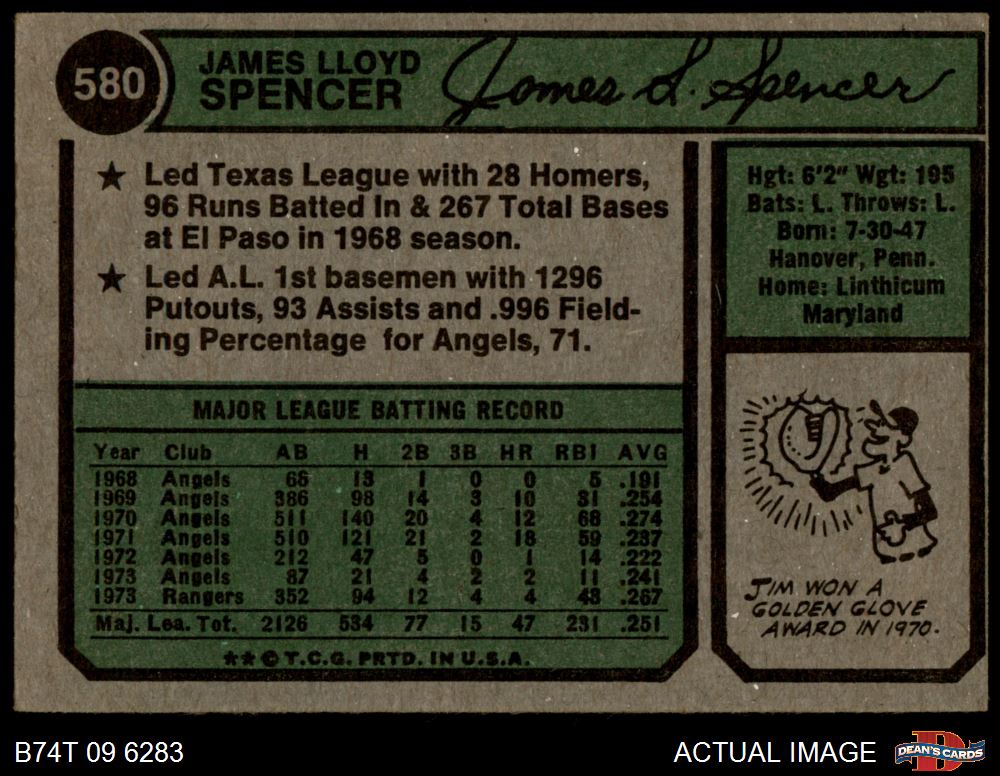 580
JAMES LLOYD
SPENCER
James L. Spencer
★ Led Texas League with 28 Homers,
96 Runs Batted In & 267 Total Bases
at El Paso in 1968 season.
★ Led A.L. 1st basemen with 1296
Putouts, 93 Assists and .996 Field-
ing Percentage for Angels, 71.
Hgt: 6'2" Wgt: 195
Bats: L. Throws: L.
Born: 7-30-47
Hanover, Penn.
Home: Linthicum
Maryland
MAJOR LEAGUE BATTING RECORD
Year Club AB H 2B 3B HR RBI AVG
1968 Angels 68 13 1 0 0 5 .191
1969 Angels 386 98 14 3 10 31 .254
1970 Angels 511 140 20 4 12 68 .274
1971 Angels 510 121 21 2 18 59 .237
1972 Angels 212 47 5 0 1 14 .222
1973 Angels 87 21 4 2 2 11 .241
1973 Rangers 352 94 12 4 4 43 .267
Maj. Lea. Tot. 2126 534 77 15 47 231 .251
★★ © T.C.G. PRTD. IN U.S.A.
JIM WON A
GOLDEN GLOVE
AWARD IN 1970.
B74T 09 6283
ACTUAL IMAGE
DEAN'S CARDS